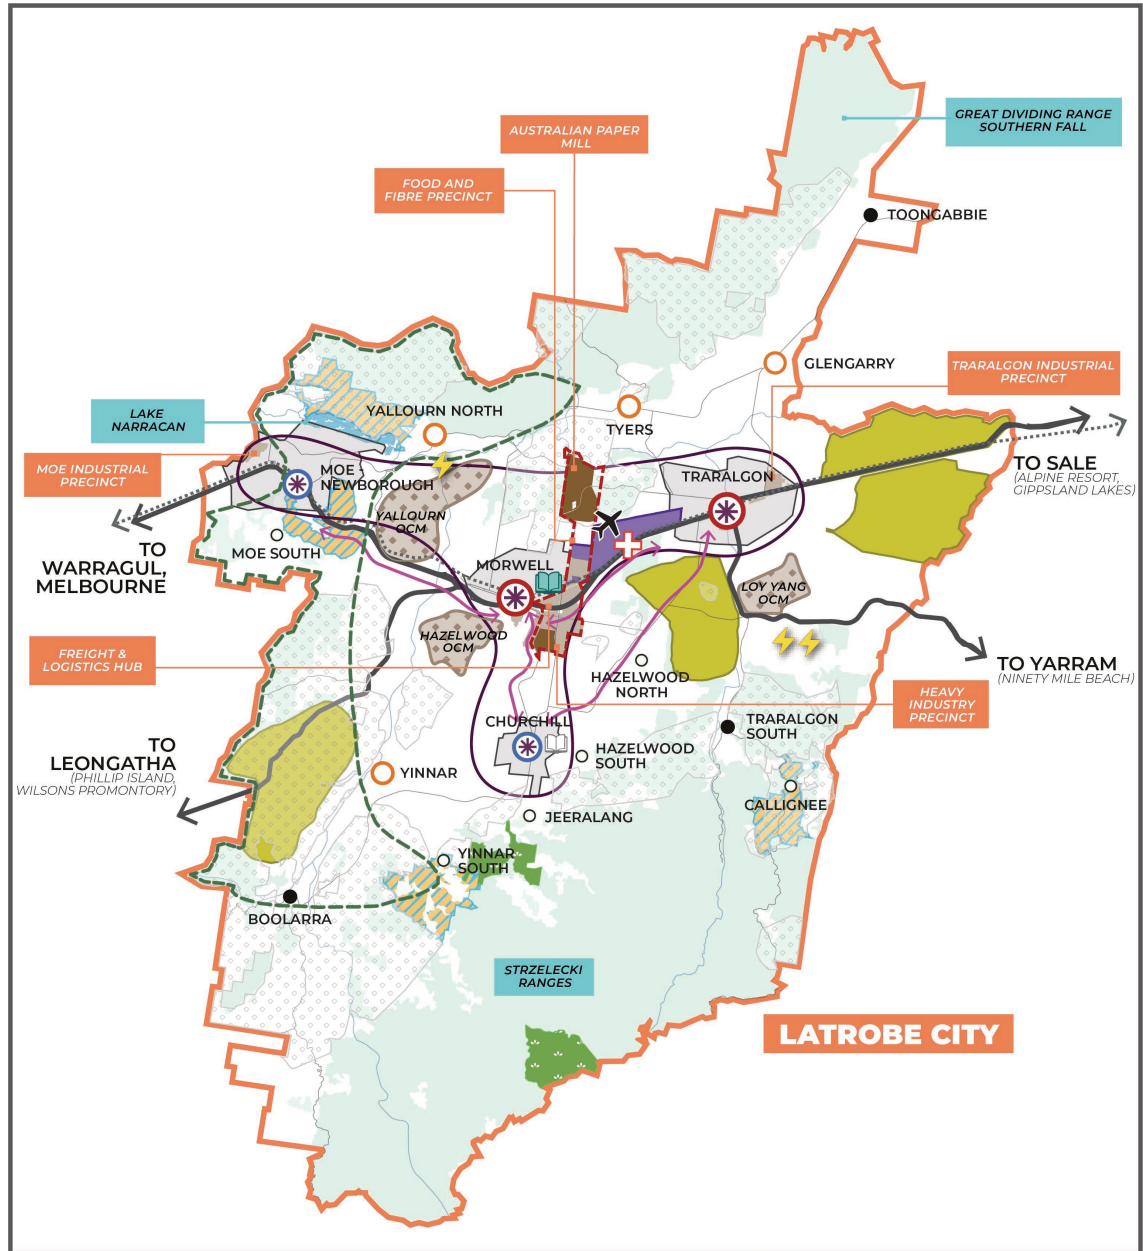 GREAT DIVIDING RANGE
SOUTHERN FALL
AUSTRALIAN PAPER
MILL
FOOD AND
FIBRE PRECINCT
TOONGABBIE
GLENGARRY
TRARALGON INDUSTRIAL
PRECINCT
LAKE
NARRACAN
YALLOURN NORTH
TYERS
MOE INDUSTRIAL
PRECINCT
MOE -
NEWBOROUGH
TRARALGON
TO SALE
(ALPINE RESORT,
GIPPSLAND LAKES)
YALLOURN
OCM
MOE SOUTH
TO
WARRAGUL,
MELBOURNE
MORWELL
LOY YANG
OCM
HAZELWOOD
OCM
FREIGHT &
LOGISTICS HUB
HAZELWOOD
NORTH
TO YARRAM
(NINETY MILE BEACH)
HEAVY
INDUSTRY
PRECINCT
CHURCHILL
TRARALGON
SOUTH
TO
LEONGATHA
(PHILLIP ISLAND,
WILSONS PROMONTORY)
HAZELWOOD
SOUTH
YINNAR
CALLIGNEE
JEERALANG
YINNAR
SOUTH
BOOLARRA
STRZELECKI
RANGES
LATROBE CITY